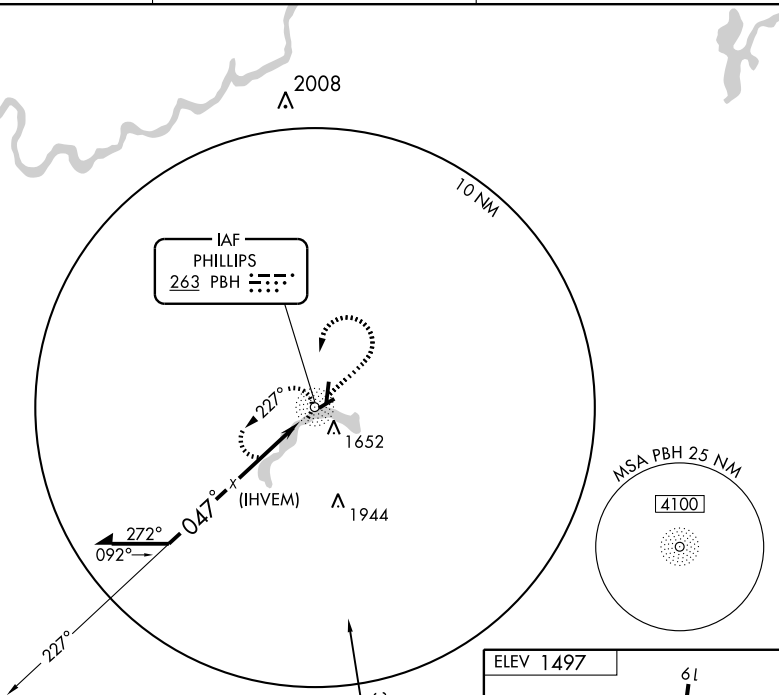 2008
10 NM
IAF
PHILLIPS
263 PBH
227°
1652
(IHVEM)
1944
047°
272°
092°
227°
MSA PBH 25 NM
4100
ELEV 1497
19